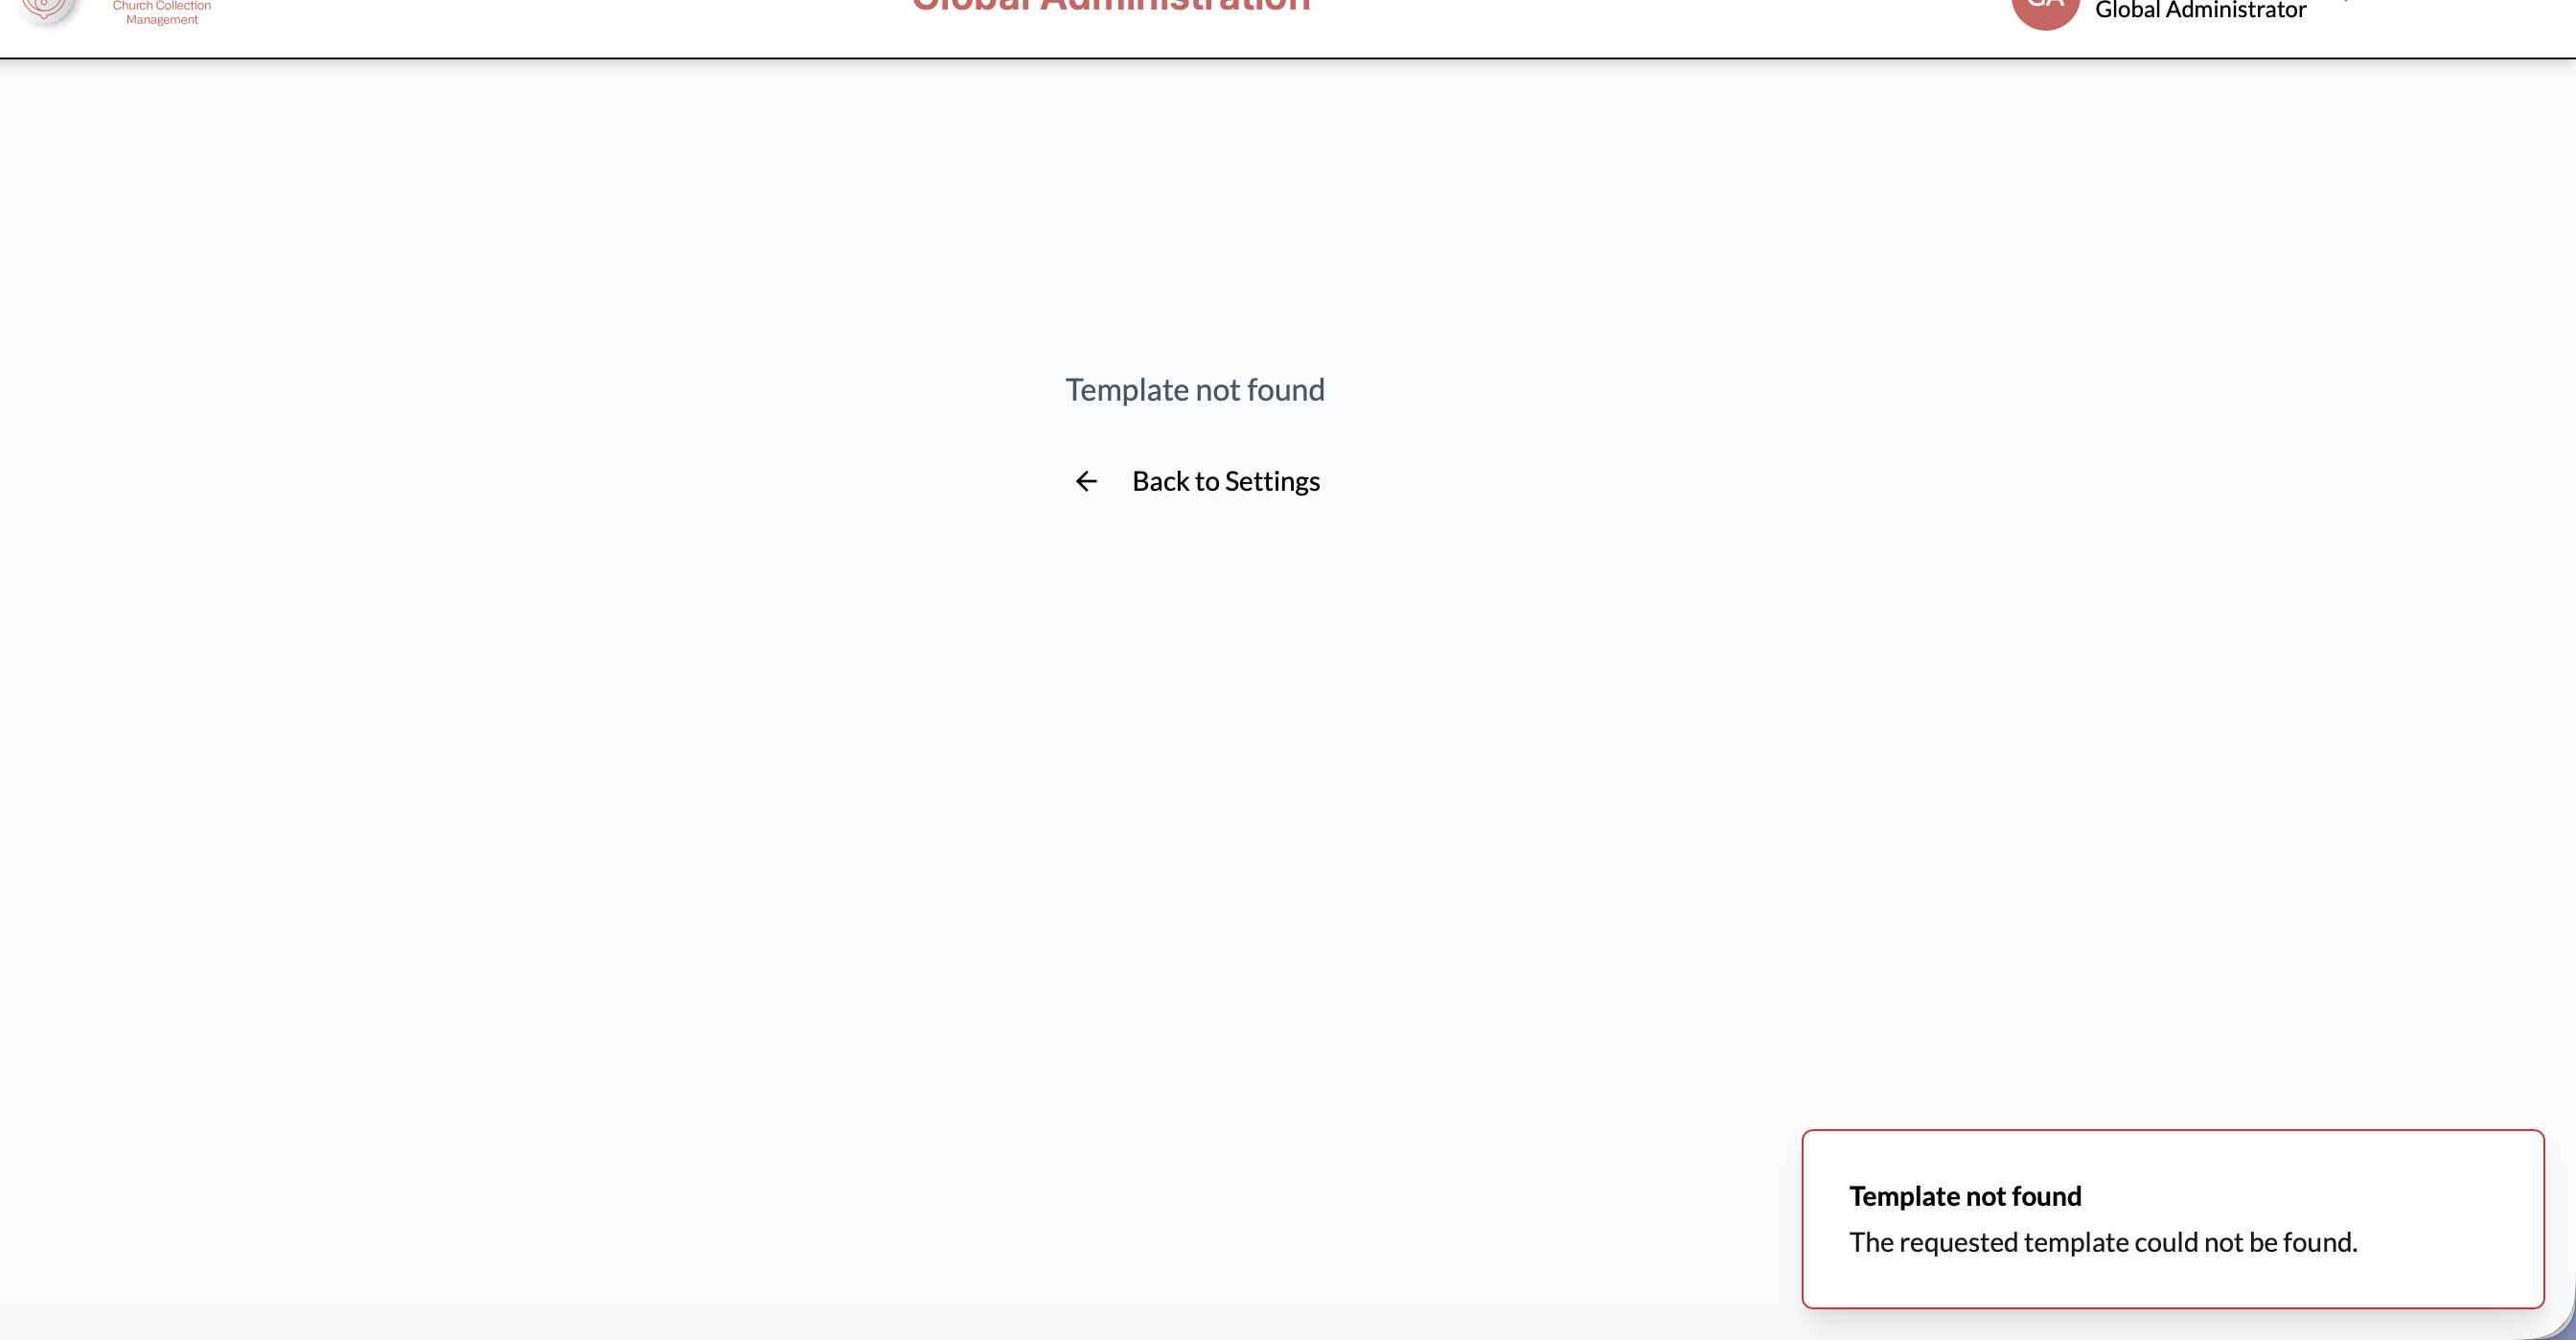 Church Collection
Management
Global Administration
GA
Global Administrator
Template not found
Back to Settings
Template not found
The requested template could not be found.